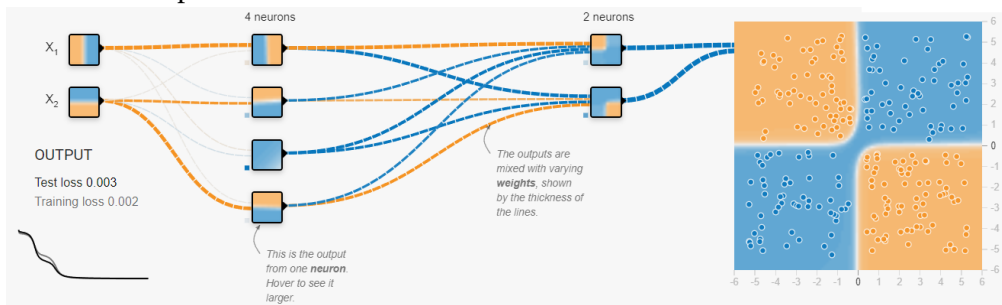 4 neurons
2 neurons
X1
X2
OUTPUT
Test loss 0.003
Training loss 0.002
This is the output
from one neuron.
Hover to see it
larger.
The outputs are
mixed with varying
weights, shown
by the thickness of
the lines.
6
5
4
3
2
1
0
-1
-2
-3
-4
-5
-6
-6 -5 -4 -3 -2 -1 0 1 2 3 4 5 6